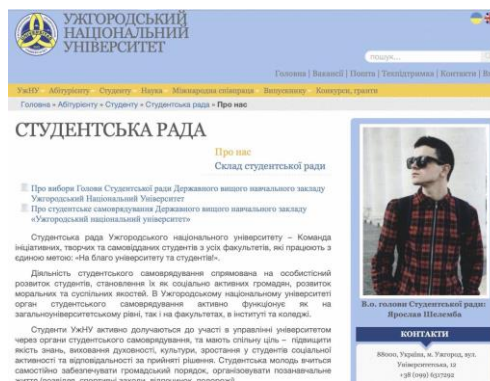 УЖГОРОДСЬКИЙ
НАЦІОНАЛЬНИЙ
УНІВЕРСИТЕТ
пошук...
Головна | Вакансії | Пошта | Техпідтримка | Контакти |
УжНУ Абітурієнту Студенту Наука Міжнародна співпраця Випускнику Конкурси, гранти
Головна » Абітурієнту » Студенту » Студентська рада » Про нас
СТУДЕНТСЬКА РАДА
Про нас
Склад студентської ради
Про вибори Голови Студентської ради Державного вищого навчального закладу
Ужгородський Національний Університет
Про студентське самоврядування Державного вищого навчального закладу
«Ужгородський національний університет»
Студентська рада Ужгородського національного університету – Команда
ініціативних, творчих та самовідданих студентів з усіх факультетів, які працюють з
єдиною метою: «На благо університету та студентів!».
Діяльність студентського самоврядування спрямована на особистісний
розвиток студентів, становлення їх як соціально активних громадян, розвиток
моральних та суспільних якостей. В Ужгородському національному університеті
орган студентського самоврядування активно функціонує як на
загальноуніверситетському рівні, так і на факультетах, в інституті та коледжі.
Студенти УжНУ активно долучаються до участі в управлінні університетом
через органи студентського самоврядування, та мають спільну ціль – підвищити
якість знань, виховання духовності, культури, зростання у студентів соціальної
активності та відповідальності за прийняті рішення. Студентська молодь вчиться
самостійно забезпечувати громадський порядок, організовувати позанавчальне
В.о. голови Студентської ради:
Ярослав Шелемба
КОНТАКТИ
88000, Україна, м. Ужгород, вул.
Університетська, 12
+38 (099) 6317292